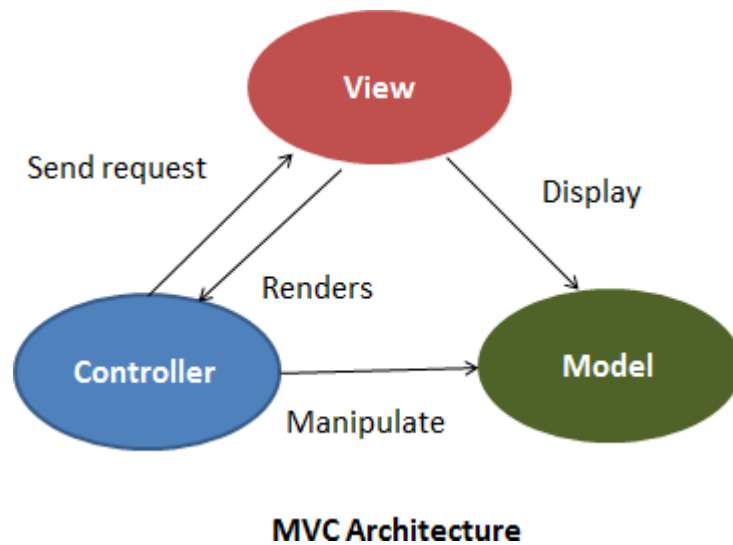 View
Send request
Display
Renders
Controller
Model
Manipulate
MVC Architecture